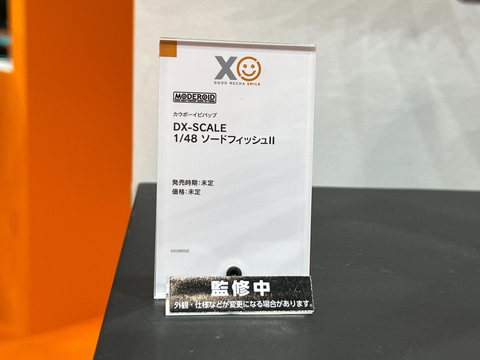 XO
GOOD MECHA SMILE
MODEROID
カウボーイビバップ
DX-SCALE
1/48 ソードフィッシュII
発売時期：未定
価格：未定
©SUNRISE
監修中
外観・仕様などが変更になる場合があります。